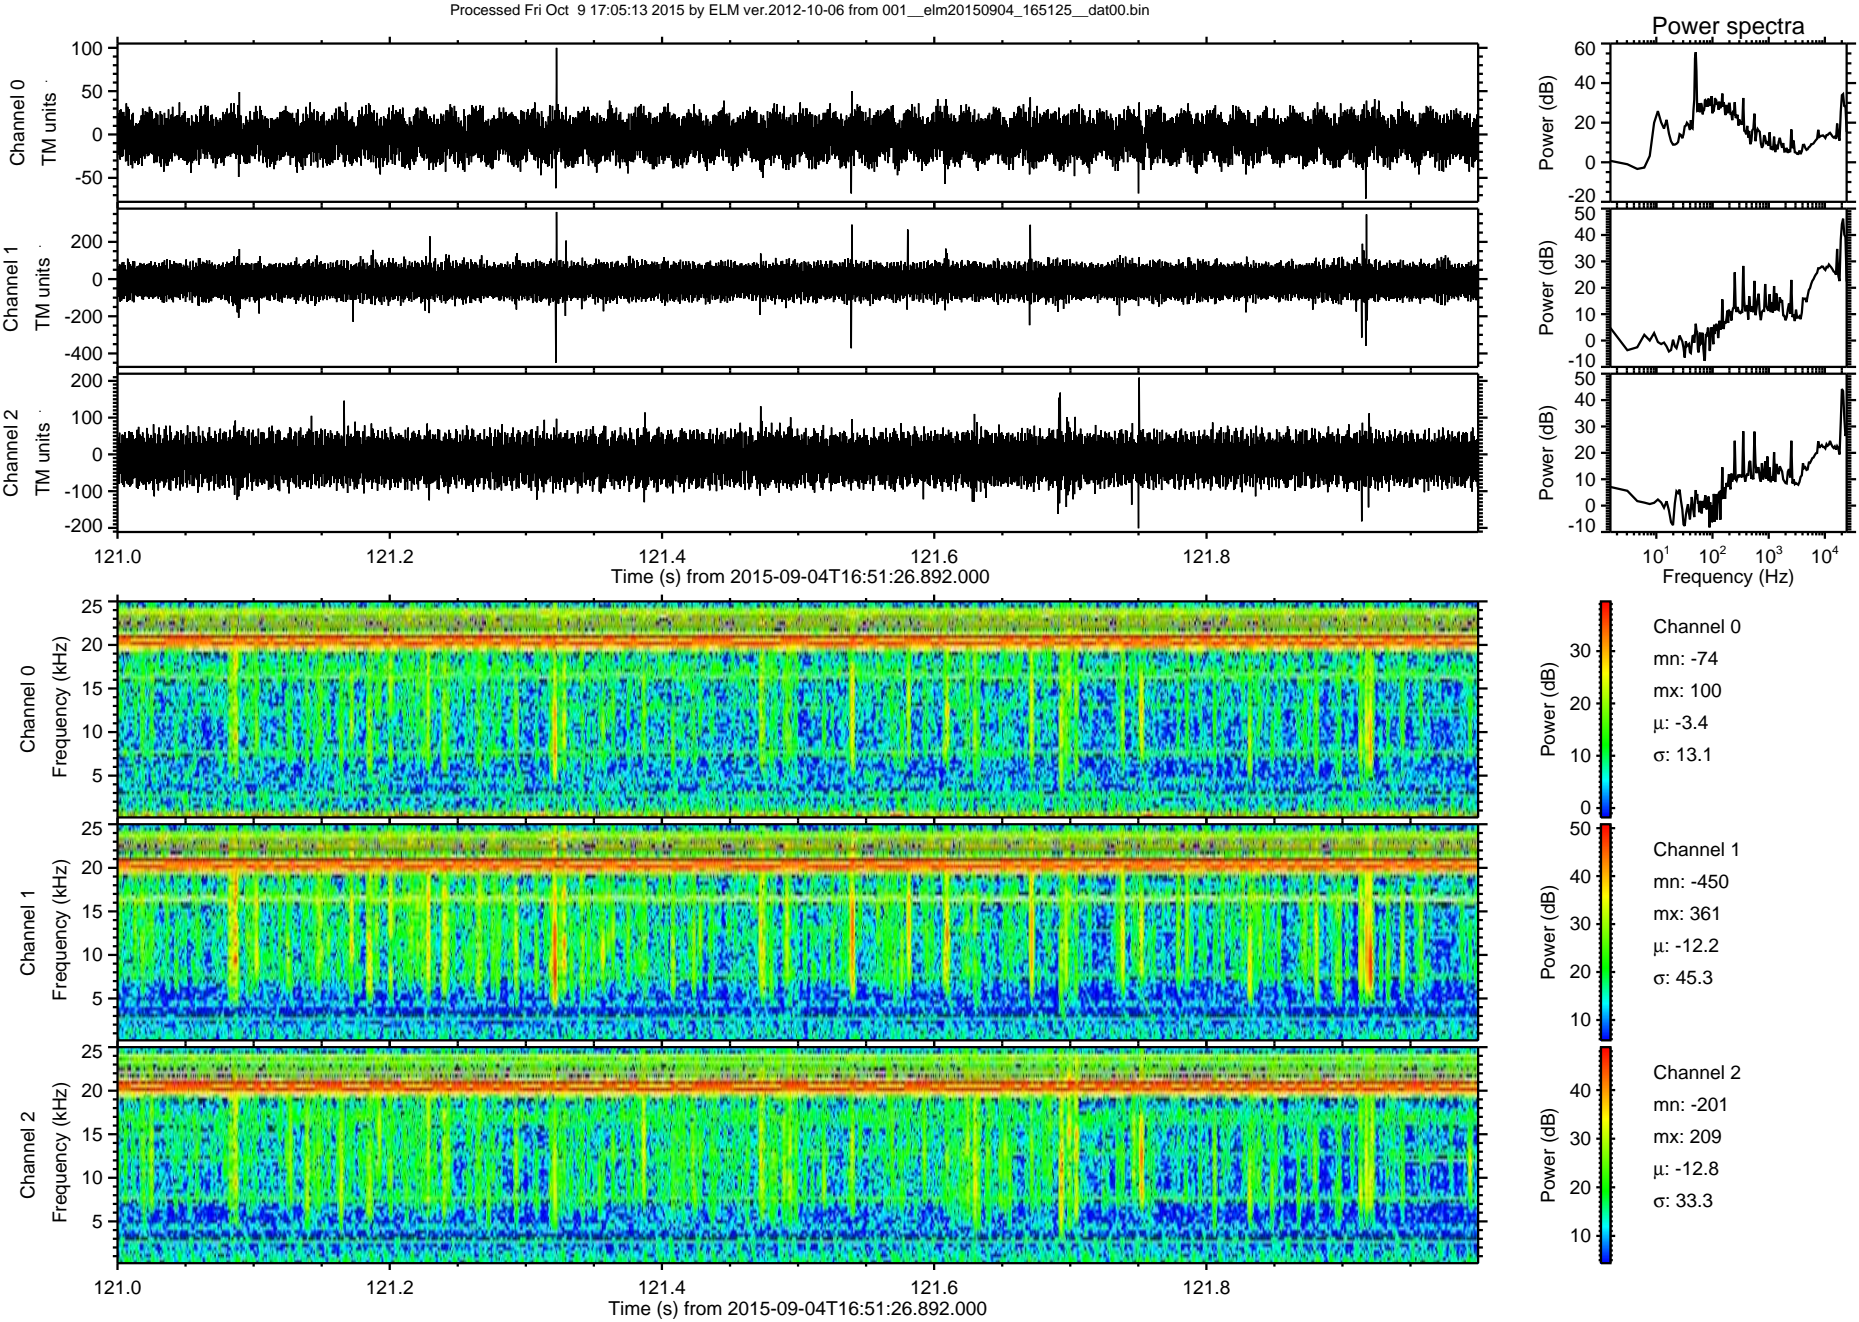 Processed Fri Oct  9 17:05:13 2015 by ELM ver.2012-10-06 from 001__elm20150904_165125__dat00.bin
Power spectra
Channel 0
TM units
100
50
0
-50
Power (dB)
60
40
20
0
-20
Channel 1
TM units
200
0
-200
-400
Power (dB)
50
40
30
20
10
0
-10
Channel 2
TM units
200
100
0
-100
-200
Power (dB)
50
40
30
20
10
0
-10
121.0 121.2 121.4 121.6 121.8
Time (s) from 2015-09-04T16:51:26.892.000
10^1 10^2 10^3 10^4
Frequency (Hz)
Channel 0
Frequency (kHz)
25
20
15
10
5
Power (dB)
30
20
10
0
Channel 0
mn: -74
mx: 100
μ: -3.4
σ: 13.1
Channel 1
Frequency (kHz)
25
20
15
10
5
Power (dB)
50
40
30
20
10
Channel 1
mn: -450
mx: 361
μ: -12.2
σ: 45.3
Channel 2
Frequency (kHz)
25
20
15
10
5
Power (dB)
40
30
20
10
Channel 2
mn: -201
mx: 209
μ: -12.8
σ: 33.3
121.0 121.2 121.4 121.6 121.8
Time (s) from 2015-09-04T16:51:26.892.000